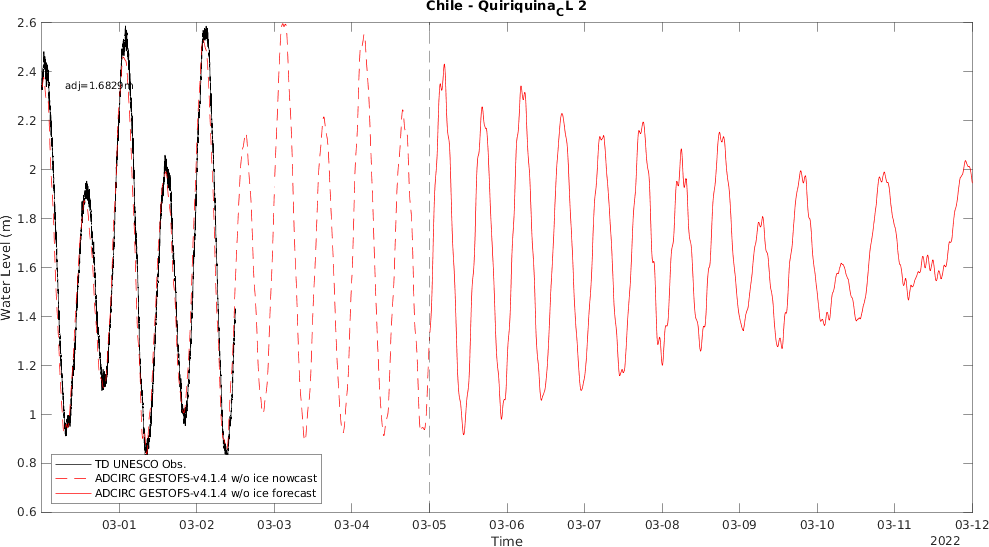 Chile - Quiriquina_CL 2
2.6
2.4
adj=1.6829m
2.2
2
1.8
Water Level (m)
1.6
1.4
1.2
1
0.8
0.6
TD UNESCO Obs.
ADCIRC GESTOFS-v4.1.4 w/o ice nowcast
ADCIRC GESTOFS-v4.1.4 w/o ice forecast
03-01 03-02 03-03 03-04 03-05 03-06 03-07 03-08 03-09 03-10 03-11 03-12
Time
2022